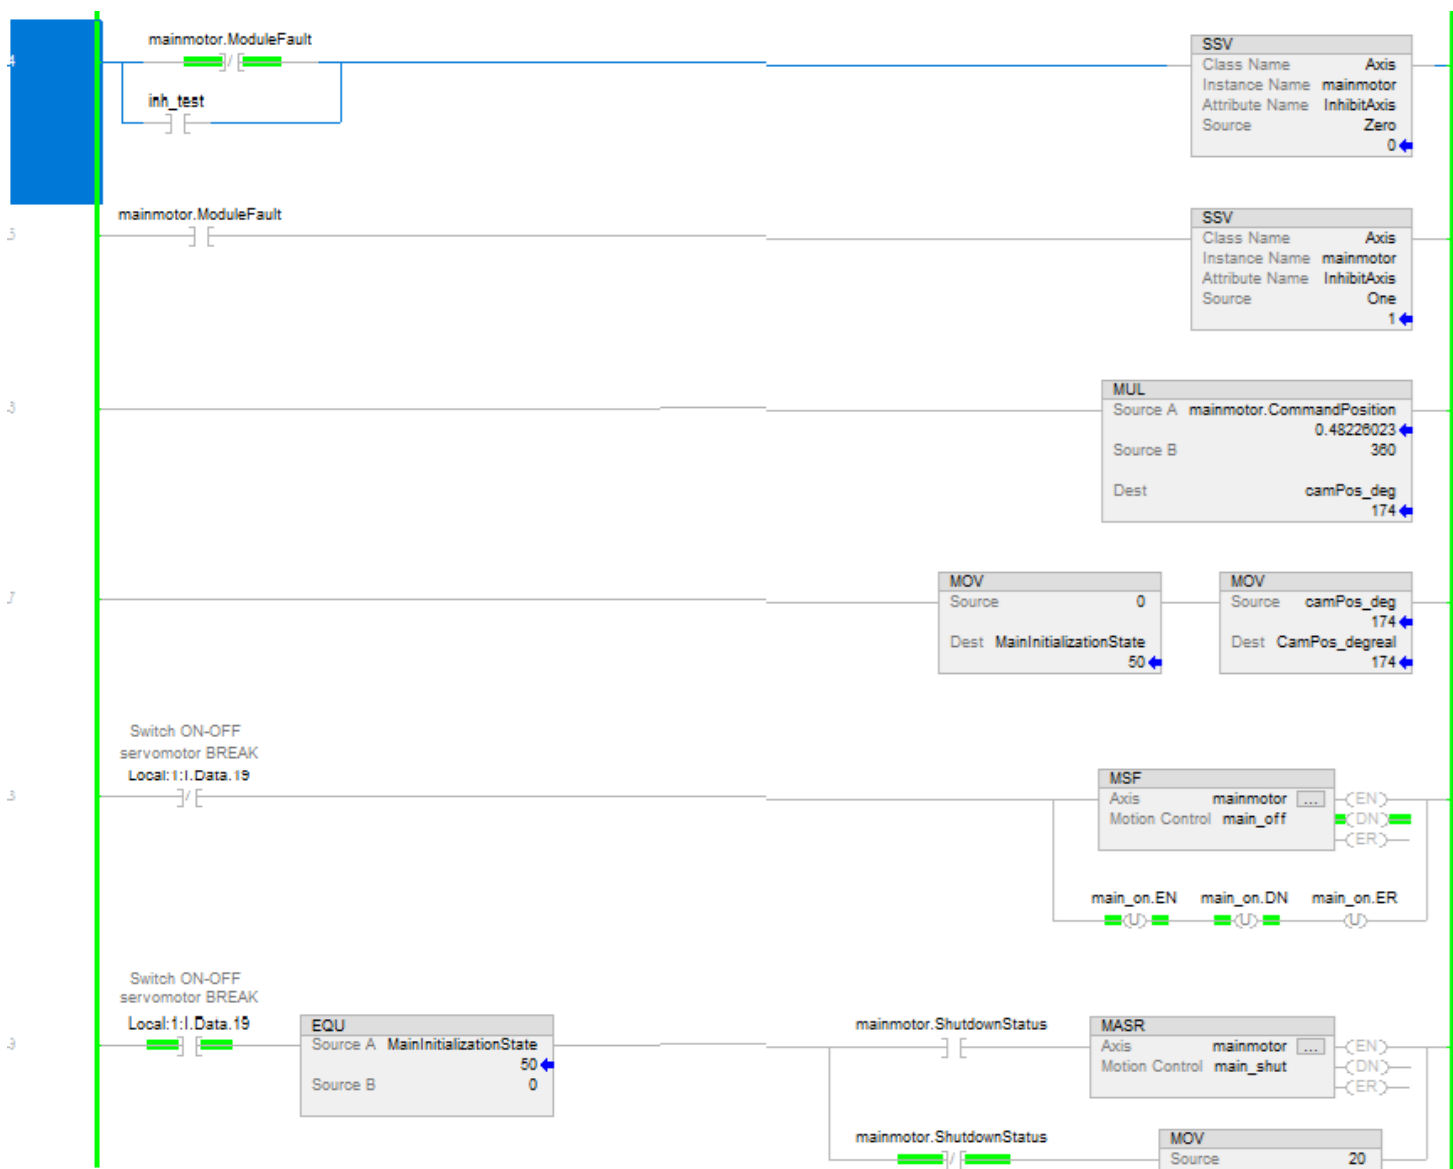 mainmotor.ModuleFault
inh_test
SSV
Class Name Axis
Instance Name mainmotor
Attribute Name InhibitAxis
Source Zero
0
mainmotor.ModuleFault
SSV
Class Name Axis
Instance Name mainmotor
Attribute Name InhibitAxis
Source One
1
MUL
Source A mainmotor.CommandPosition
0.48226023
Source B 360
Dest camPos_deg
174
MOV
Source 0
Dest MainInitializationState
50
MOV
Source camPos_deg
174
Dest CamPos_degreal
174
Switch ON-OFF
servomotor BREAK
Local:1:I.Data.19
MSF
Axis mainmotor ...
Motion Control main_off
EN
DN
ER
main_on.EN main_on.DN main_on.ER
U U U
Switch ON-OFF
servomotor BREAK
Local:1:I.Data.19
EQU
Source A MainInitializationState
50
Source B 0
mainmotor.ShutdownStatus
MASR
Axis mainmotor ...
Motion Control main_shut
EN
DN
ER
mainmotor.ShutdownStatus
MOV
Source 20